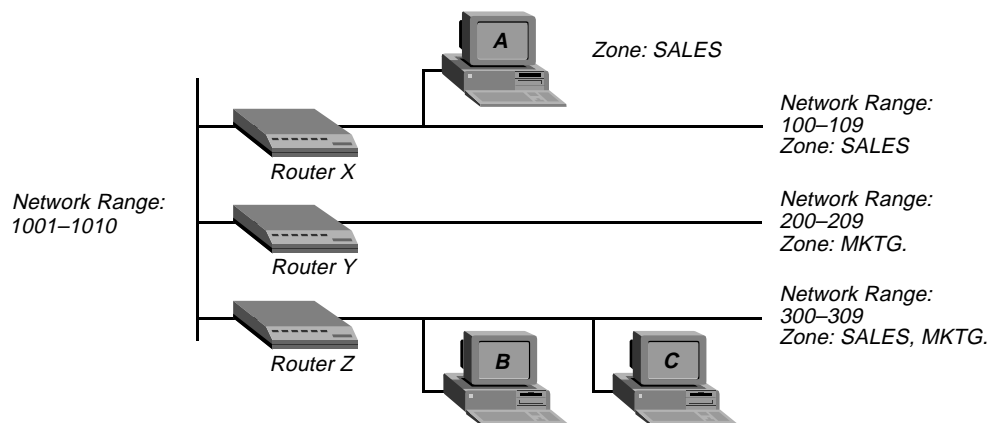 A
Zone: SALES
Network Range:
100–109
Zone: SALES
Router X
Network Range:
1001–1010
Network Range:
200–209
Zone: MKTG.
Router Y
Network Range:
300–309
Zone: SALES, MKTG.
Router Z
B
C